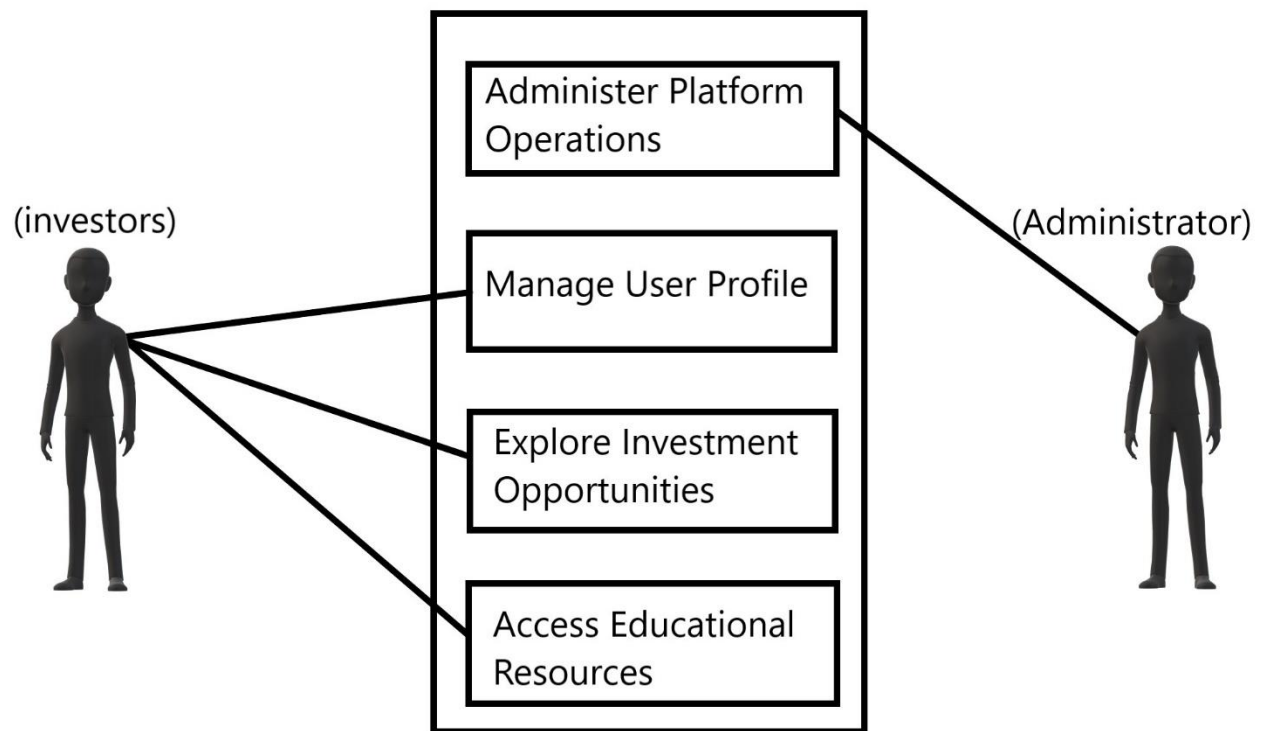 Administer Platform
Operations
(investors)
(Administrator)
Manage User Profile
Explore Investment
Opportunities
Access Educational
Resources